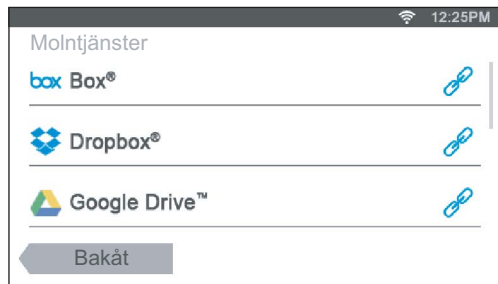 12:25PM
Molntjänster
box Box®
Dropbox®
Google Drive™
Bakåt